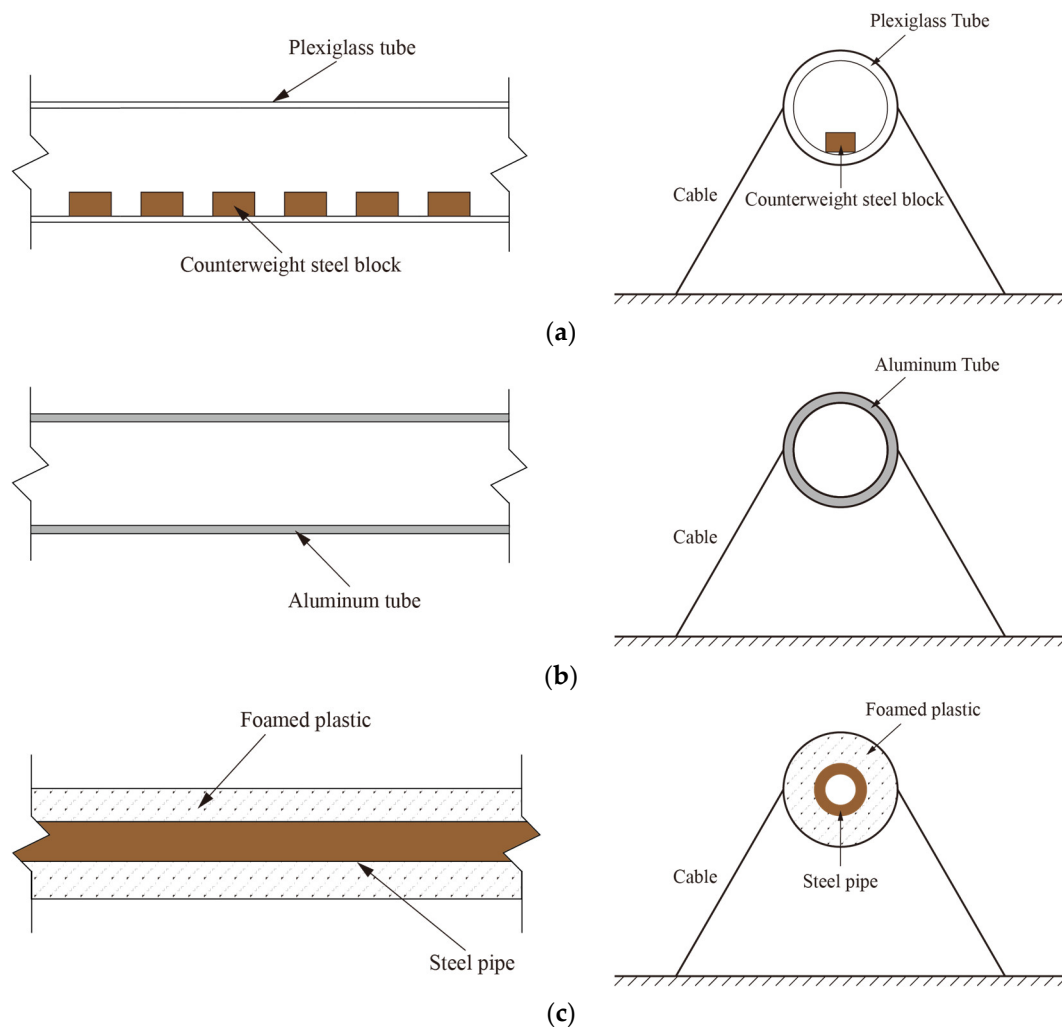 Plexiglass tube
Counterweight steel block
Plexiglass Tube
Cable
Counterweight steel block
(a)
Aluminum tube
Aluminum Tube
Cable
(b)
Foamed plastic
Steel pipe
Foamed plastic
Cable
Steel pipe
(c)